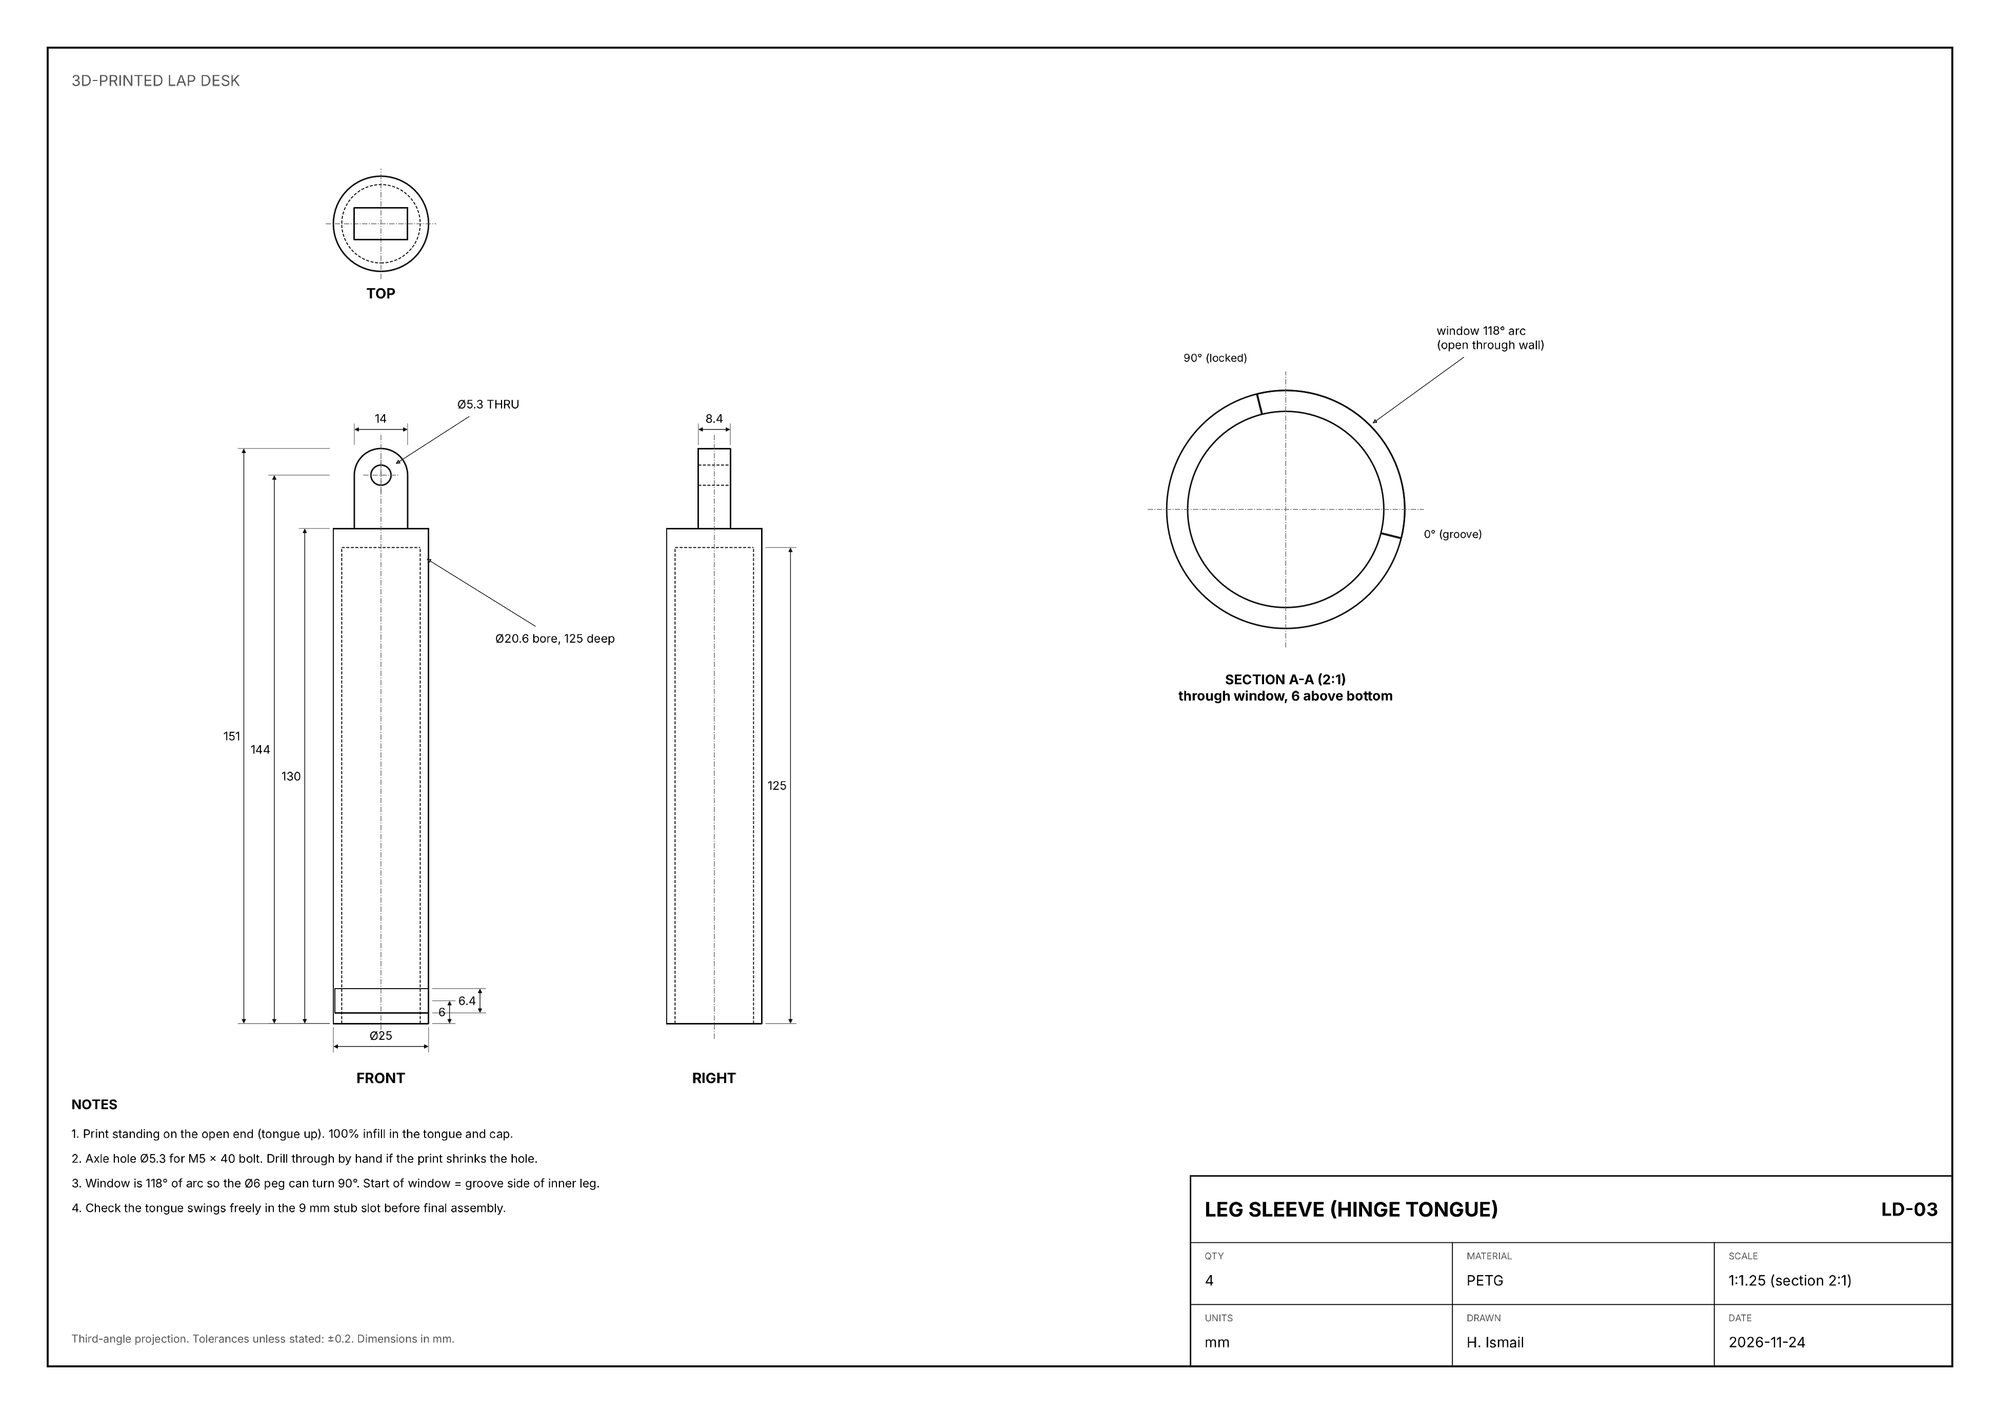 3D-PRINTED LAP DESK
TOP
window 118° arc
(open through wall)
90° (locked)
0° (groove)
SECTION A-A (2:1)
through window, 6 above bottom
14
Ø5.3 THRU
8.4
Ø20.6 bore, 125 deep
151
144
130
125
6.4
6
Ø25
FRONT
RIGHT
NOTES
1. Print standing on the open end (tongue up). 100% infill in the tongue and cap.
2. Axle hole Ø5.3 for M5 × 40 bolt. Drill through by hand if the print shrinks the hole.
3. Window is 118° of arc so the Ø6 peg can turn 90°. Start of window = groove side of inner leg.
4. Check the tongue swings freely in the 9 mm stub slot before final assembly.
Third-angle projection. Tolerances unless stated: ±0.2. Dimensions in mm.
LEG SLEEVE (HINGE TONGUE) LD-03
QTY MATERIAL SCALE
4 PETG 1:1.25 (section 2:1)
UNITS DRAWN DATE
mm H. Ismail 2026-11-24